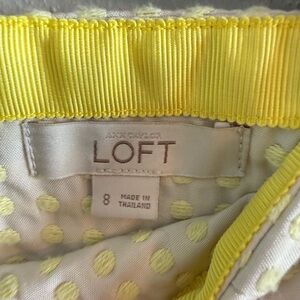 ANN TAYLOR
LOFT
8
MADE IN
THAILAND